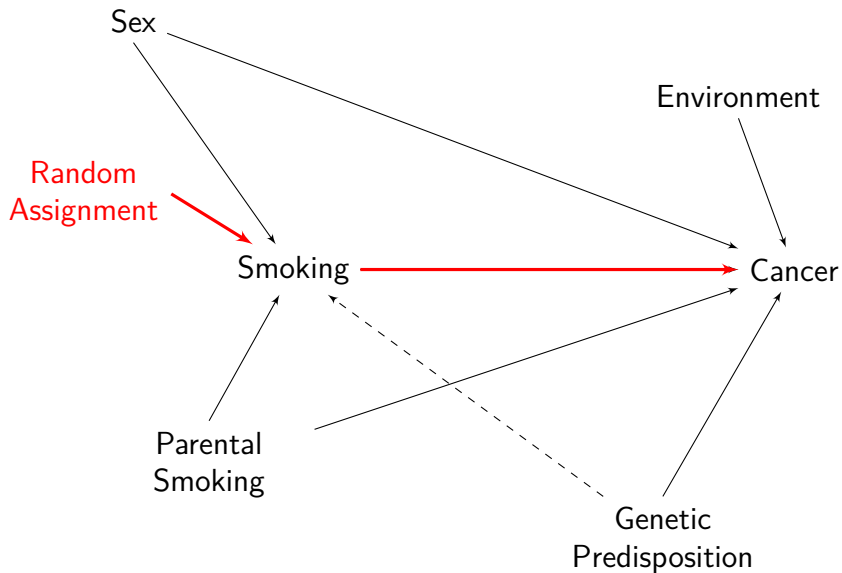 Sex
Environment
Random
Assignment
Smoking
Cancer
Parental
Smoking
Genetic
Predisposition